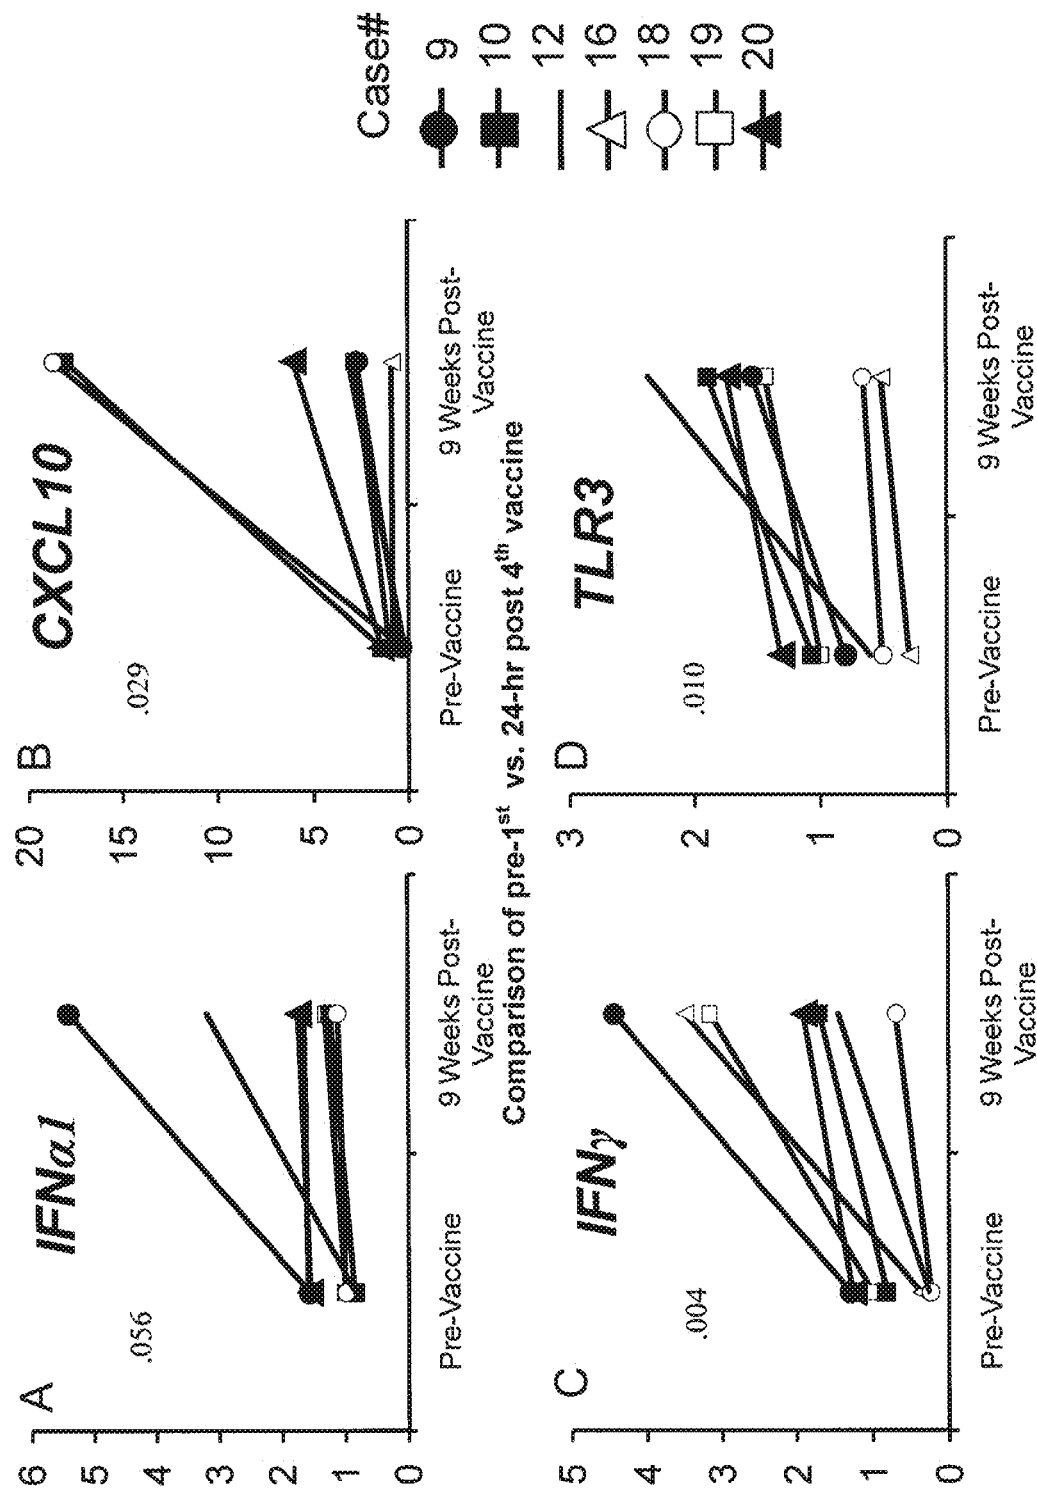 A
IFNα1
.056
6
5
4
3
2
1
0
Pre-Vaccine
9 Weeks Post-
Vaccine
B
CXCL10
.029
20
15
10
5
0
Pre-Vaccine
9 Weeks Post-
Vaccine
Comparison of pre-1st vs. 24-hr post 4th vaccine
C
IFNγ
.004
5
4
3
2
1
0
Pre-Vaccine
9 Weeks Post-
Vaccine
D
TLR3
.010
3
2
1
0
Pre-Vaccine
9 Weeks Post-
Vaccine
Case#
9
10
12
16
18
19
20